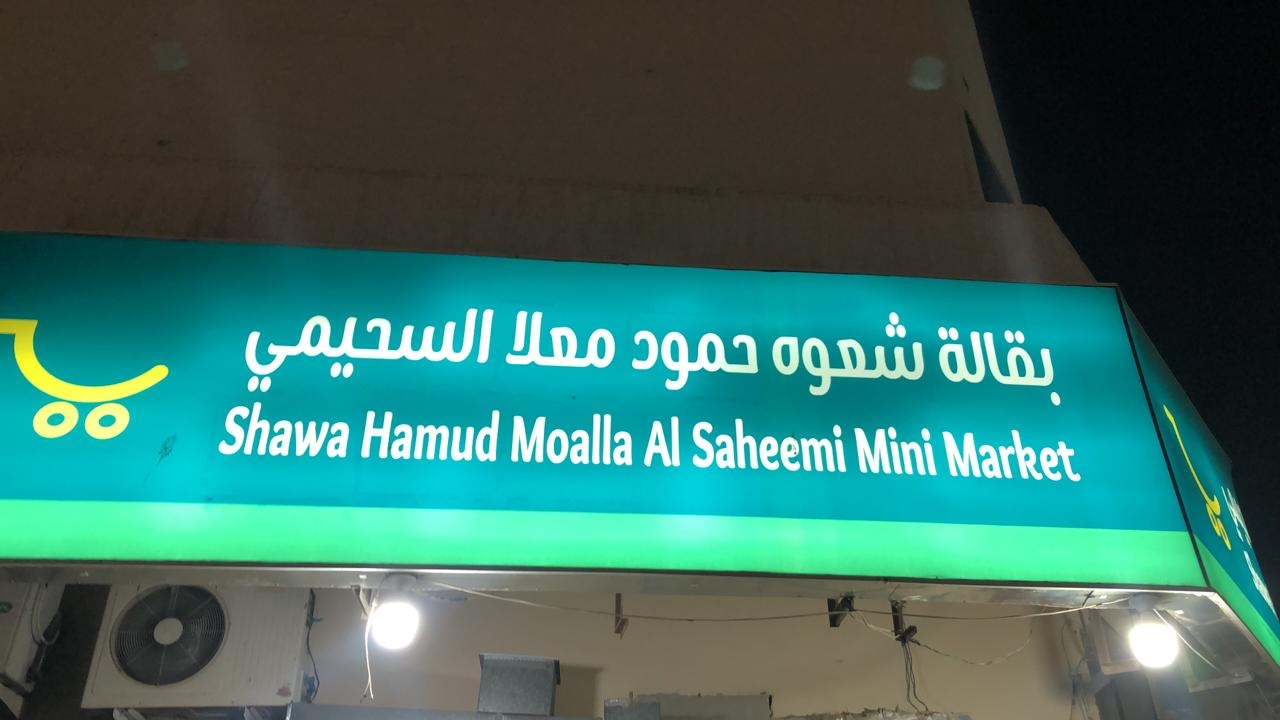 بقالة شعوه حمود معلا السحيمي
Shawa Hamud Moalla Al Saheemi Mini Market